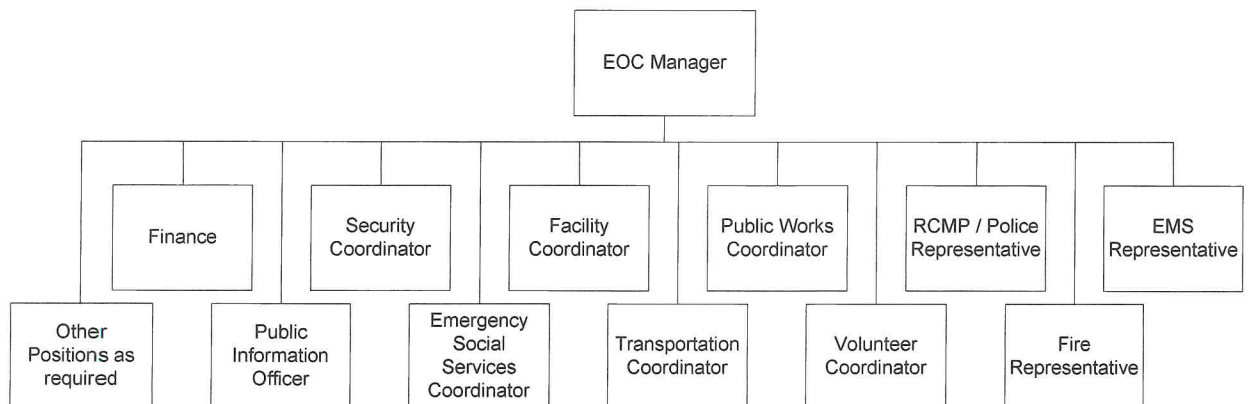 EOC Manager
Finance
Security
Coordinator
Facility
Coordinator
Public Works
Coordinator
RCMP / Police
Representative
EMS
Representative
Other
Positions as
required
Public
Information
Officer
Emergency
Social
Services
Coordinator
Transportation
Coordinator
Volunteer
Coordinator
Fire
Representative